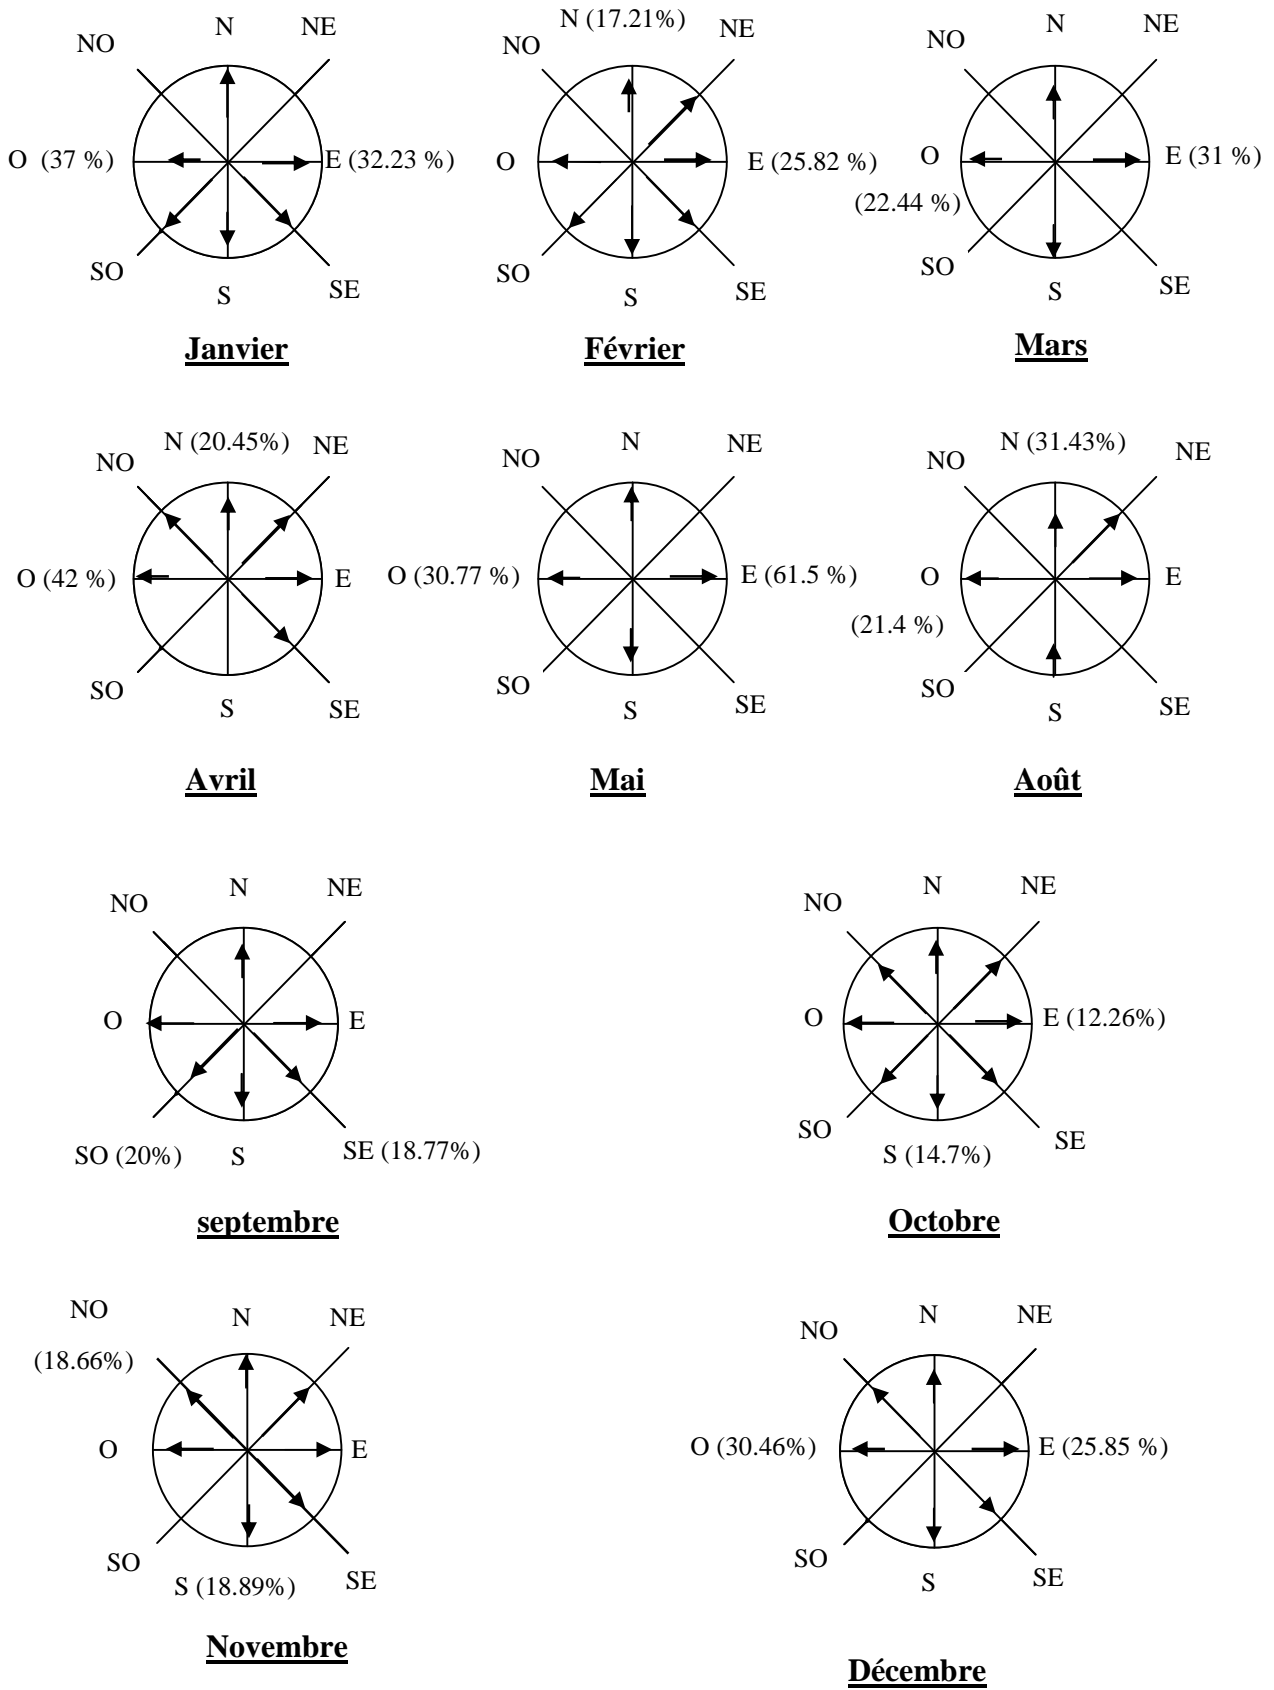 N
NE
NO
O (37 %)
E (32.23 %)
SO
SE
S
Janvier
N (17.21%)
NE
NO
O
E (25.82 %)
SO
SE
S
Février
N
NE
NO
O
E (31 %)
(22.44 %)
SO
SE
S
Mars
N (20.45%)
NE
NO
O (42 %)
E
SO
SE
S
Avril
N
NE
NO
O (30.77 %)
E (61.5 %)
SO
SE
S
Mai
N (31.43%)
NE
NO
O
E
(21.4 %)
SO
SE
S
Août
N
NE
NO
O
E
SO (20%)
S
SE (18.77%)
septembre
N
NE
NO
O
E (12.26%)
SO
SE
S (14.7%)
Octobre
NO
N
NE
(18.66%)
O
E
SO
SE
S (18.89%)
Novembre
N
NE
NO
O (30.46%)
E (25.85 %)
SO
SE
S
Décembre